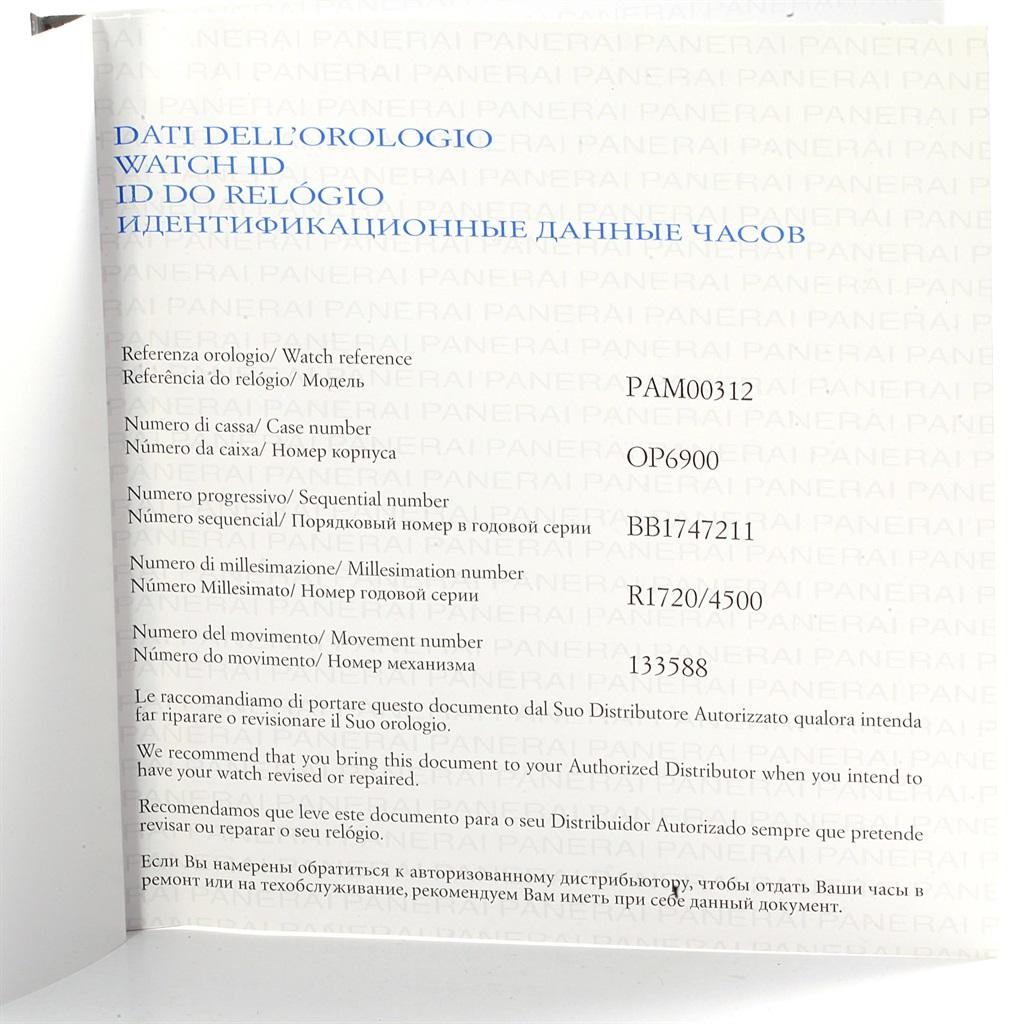 DATI DELL'OROLOGIO
WATCH ID
ID DO RELÓGIO
ИДЕНТИФИКАЦИОННЫЕ ДАННЫЕ ЧАСОВ
Referenza orologio/ Watch reference
Referência do relógio/ Модель PAM00312
Numero di cassa/ Case number
Número da caixa/ Номер корпуса OP6900
Numero progressivo/ Sequential number
Número sequencial/ Порядковый номер в годовой серии BB1747211
Numero di millesimazione/ Millesimation number
Número Millesimato/ Номер годовой серии R1720/4500
Numero del movimento/ Movement number
Número do movimento/ Номер механизма 133588
Le raccomandiamo di portare questo documento dal Suo Distributore Autorizzato qualora intenda
far riparare o revisionare il Suo orologio.
We recommend that you bring this document to your Authorized Distributor when you intend to
have your watch revised or repaired.
Recomendamos que leve este documento para o seu Distribuidor Autorizado sempre que pretende
revisar ou reparar o seu relógio.
Если Вы намерены обратиться к авторизованному дистрибьютору, чтобы отдать Ваши часы в
ремонт или на техобслуживание, рекомендуем Вам иметь при себе данный документ.